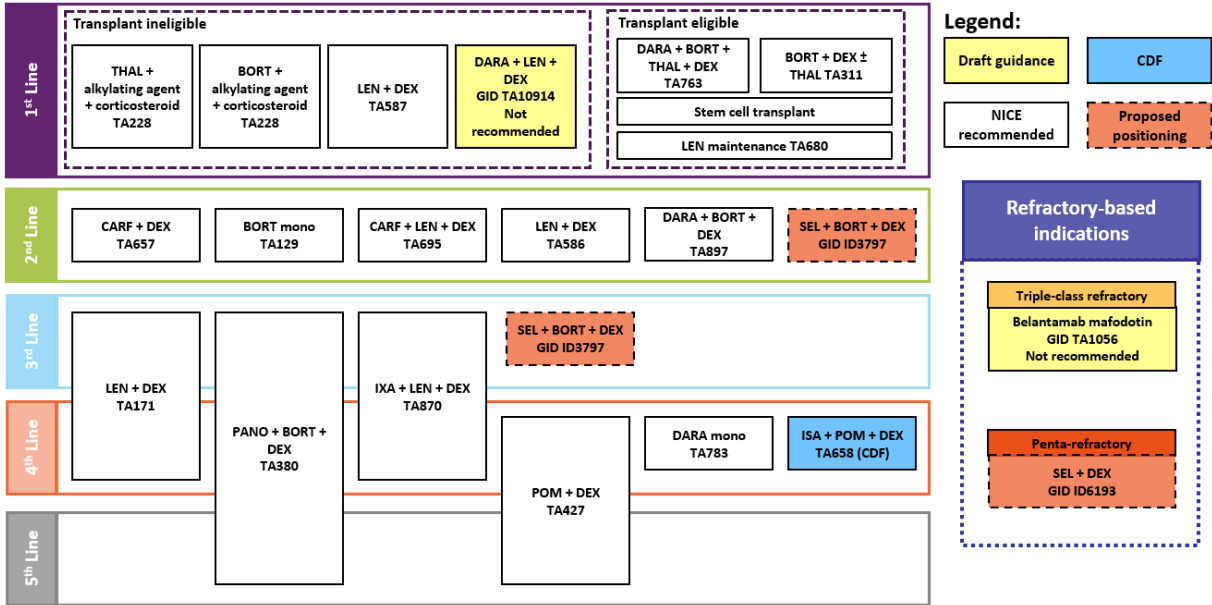 1st Line
Transplant ineligible
THAL +
alkylating agent
+ corticosteroid
TA228
BORT +
alkylating agent
+ corticosteroid
TA228
LEN + DEX
TA587
DARA + LEN +
DEX
GID TA10914
Not
recommended
Transplant eligible
DARA + BORT +
THAL + DEX
TA763
BORT + DEX ±
THAL TA311
Stem cell transplant
LEN maintenance TA680
2nd Line
CARF + DEX
TA657
BORT mono
TA129
CARF + LEN + DEX
TA695
LEN + DEX
TA586
DARA + BORT +
DEX
TA897
SEL + BORT + DEX
GID ID3797
3rd Line
LEN + DEX
TA171
PANO + BORT +
DEX
TA380
IXA + LEN + DEX
TA870
SEL + BORT + DEX
GID ID3797
4th Line
POM + DEX
TA427
DARA mono
TA783
ISA + POM + DEX
TA658 (CDF)
5th Line
Legend:
Draft guidance
CDF
NICE
recommended
Proposed
positioning
Refractory-based
indications
Triple-class refractory
Belantamab mafodotin
GID TA1056
Not recommended
Penta-refractory
SEL + DEX
GID ID6193